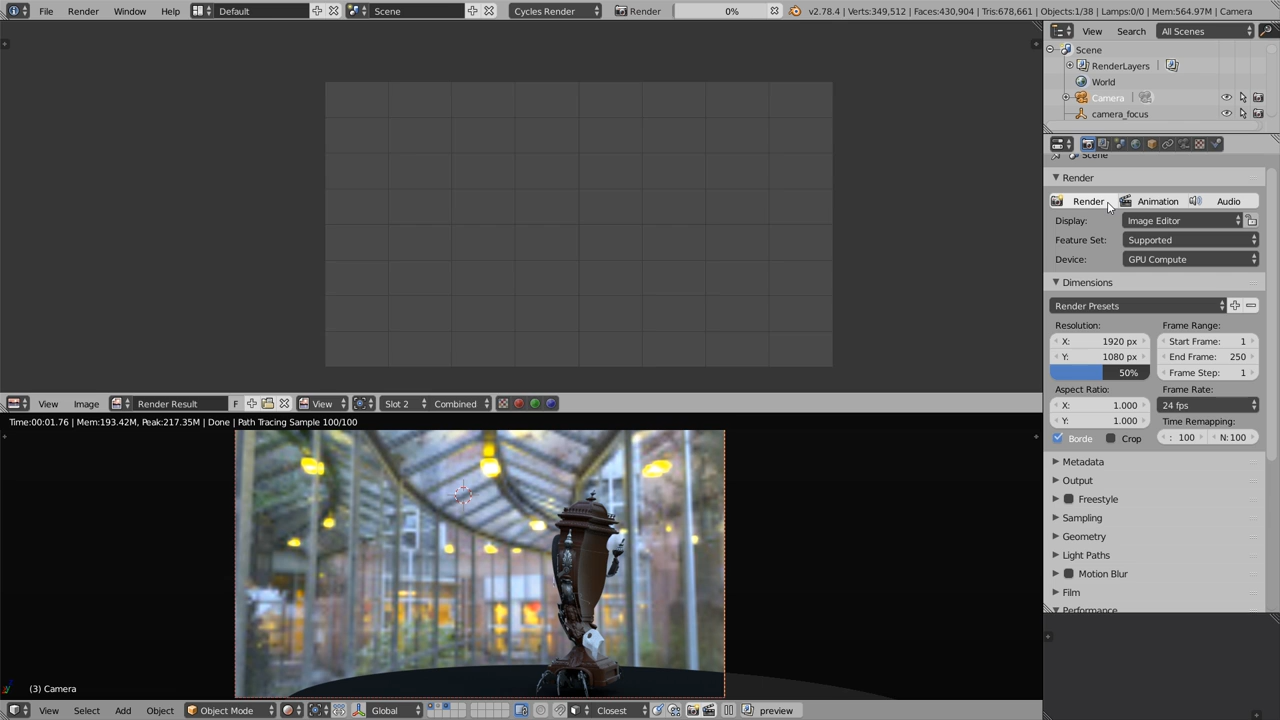 File Render Window Help Default Scene Cycles Render Render 0% v2.78.4 | Verts:349,512 | Faces:430,904 | Tris:678,661 | Objects:1/38 | Lamps:0/0 | Mem:564.97M | Camera
View Search All Scenes
Scene
RenderLayers
World
Camera
camera_focus
Scene
Render
Render Animation Audio
Display: Image Editor
Feature Set: Supported
Device: GPU Compute
Dimensions
Render Presets
Resolution: Frame Range:
X: 1920 px Start Frame: 1
Y: 1080 px End Frame: 250
50% Frame Step: 1
Aspect Ratio: Frame Rate:
X: 1.000 24 fps
Y: 1.000 Time Remapping:
Borde Crop : 100 N:100
Metadata
Output
Freestyle
Sampling
Geometry
Light Paths
Motion Blur
Film
Performance
View Image Render Result F View Slot 2 Combined
Time:00:01.76 | Mem:193.42M, Peak:217.35M | Done | Path Tracing Sample 100/100
(3) Camera
View Select Add Object Object Mode Global Closest preview